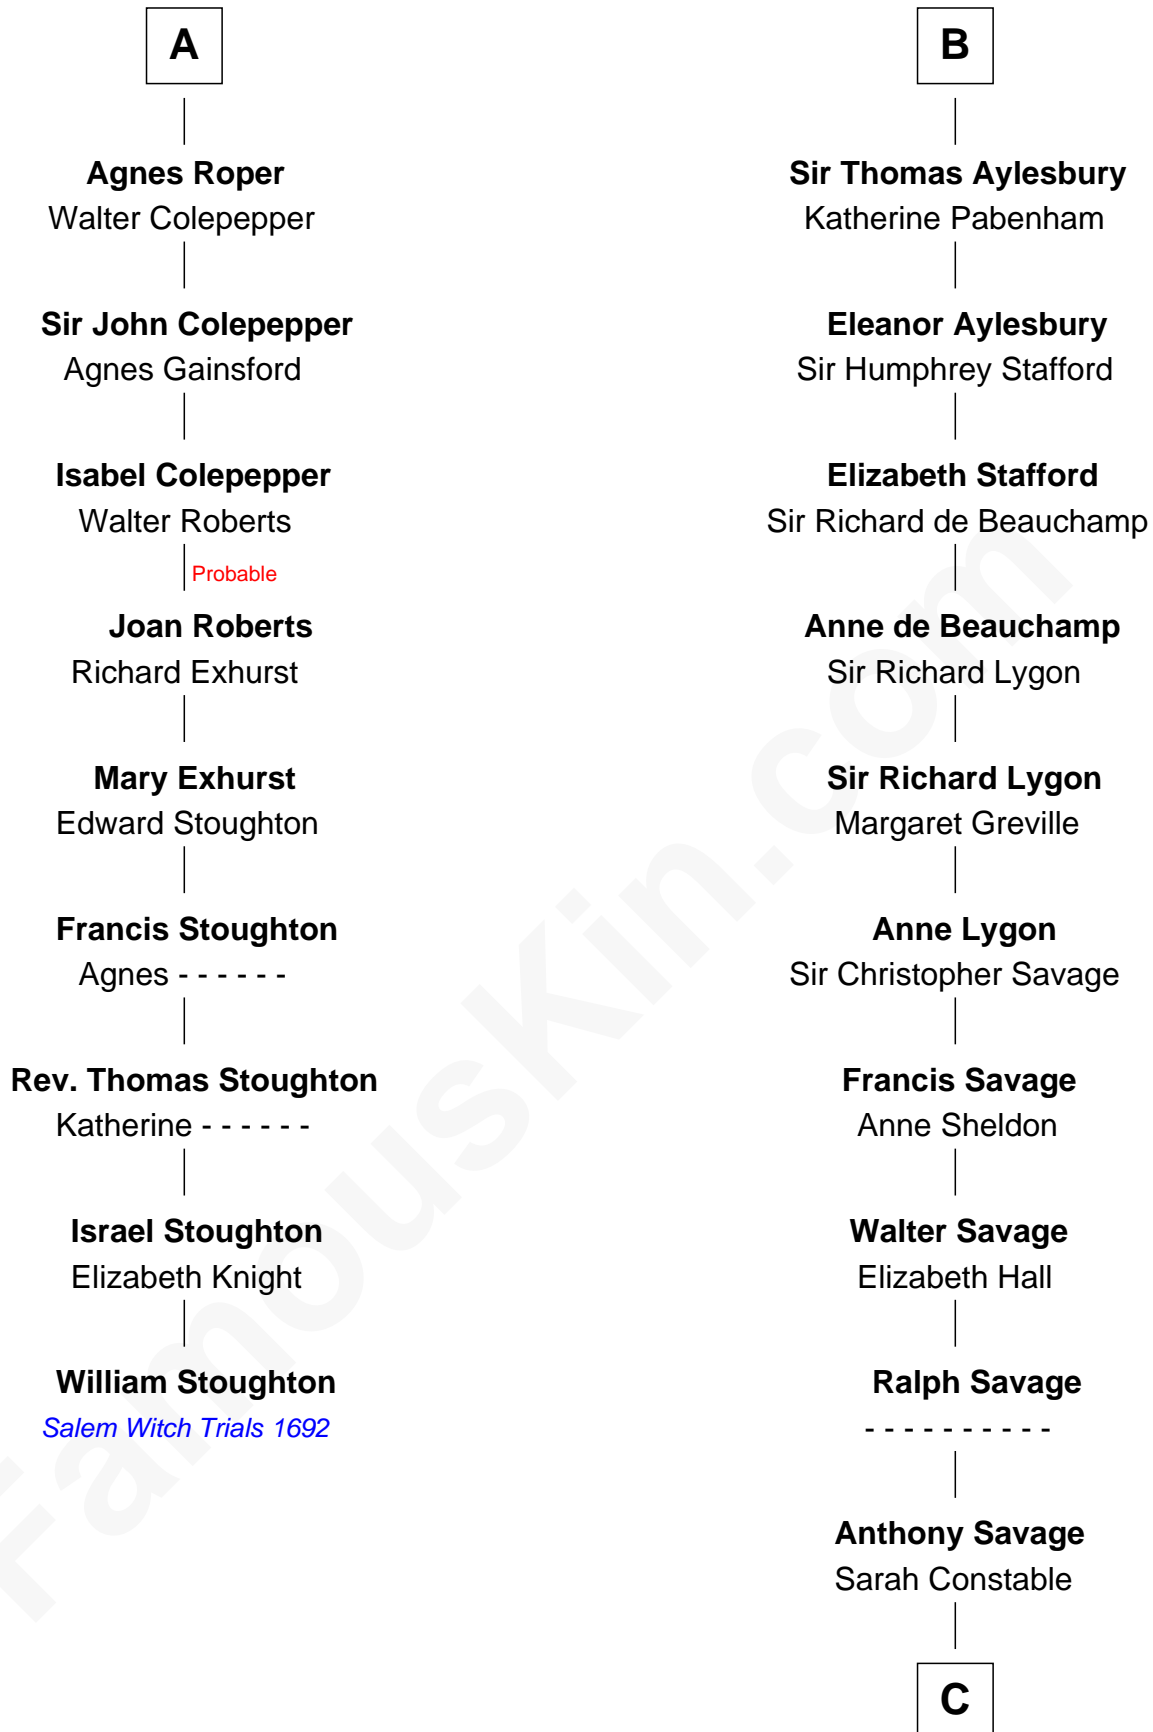 A
Agnes Roper
Walter Colepepper
Sir John Colepepper
Agnes Gainsford
Isabel Colepepper
Walter Roberts
Probable
Joan Roberts
Richard Exhurst
Mary Exhurst
Edward Stoughton
Francis Stoughton
Agnes - - - - - -
Rev. Thomas Stoughton
Katherine - - - - - -
Israel Stoughton
Elizabeth Knight
William Stoughton
Salem Witch Trials 1692
B
Sir Thomas Aylesbury
Katherine Pabenham
Eleanor Aylesbury
Sir Humphrey Stafford
Elizabeth Stafford
Sir Richard de Beauchamp
Anne de Beauchamp
Sir Richard Lygon
Sir Richard Lygon
Margaret Greville
Anne Lygon
Sir Christopher Savage
Francis Savage
Anne Sheldon
Walter Savage
Elizabeth Hall
Ralph Savage
- - - - - - - - - -
Anthony Savage
Sarah Constable
C
FamousKin.com